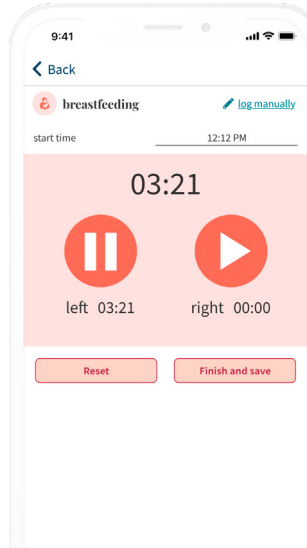 9:41
Back
breastfeeding log manually
start time 12:12 PM
03:21
left 03:21 right 00:00
Reset Finish and save